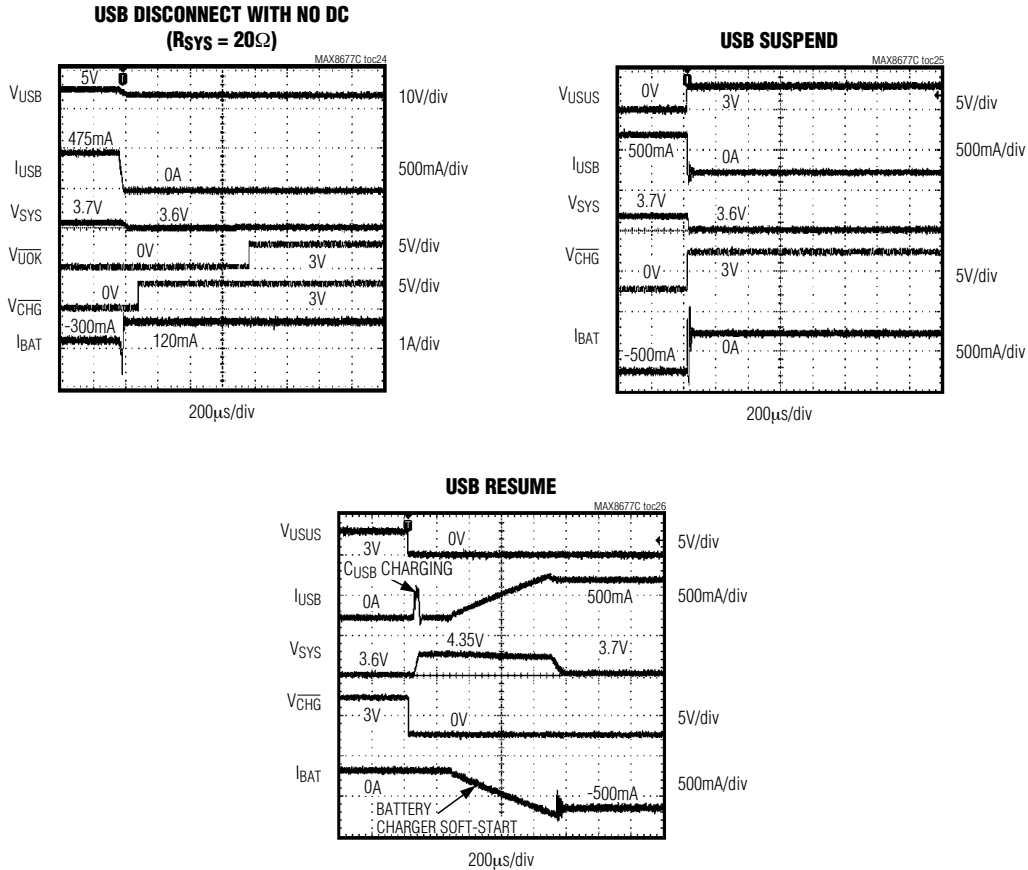 USB DISCONNECT WITH NO DC
(RSYS = 20Ω)
MAX8677C toc24
VUSB
5V
10V/div
475mA
IUSB
0A
500mA/div
VSYS
3.7V
3.6V
VUOK
0V
3V
5V/div
VCHG
0V
3V
5V/div
IBAT
-300mA
120mA
1A/div
200µs/div
USB SUSPEND
MAX8677C toc25
VUSUS
0V
3V
5V/div
IUSB
500mA
0A
500mA/div
VSYS
3.7V
3.6V
VCHG
0V
3V
5V/div
IBAT
-500mA
0A
500mA/div
200µs/div
USB RESUME
MAX8677C toc26
VUSUS
3V
0V
5V/div
CUSB CHARGING
IUSB
0A
500mA
500mA/div
VSYS
3.6V
4.35V
3.7V
VCHG
3V
0V
5V/div
IBAT
0A
-500mA
500mA/div
BATTERY
CHARGER SOFT-START
200µs/div